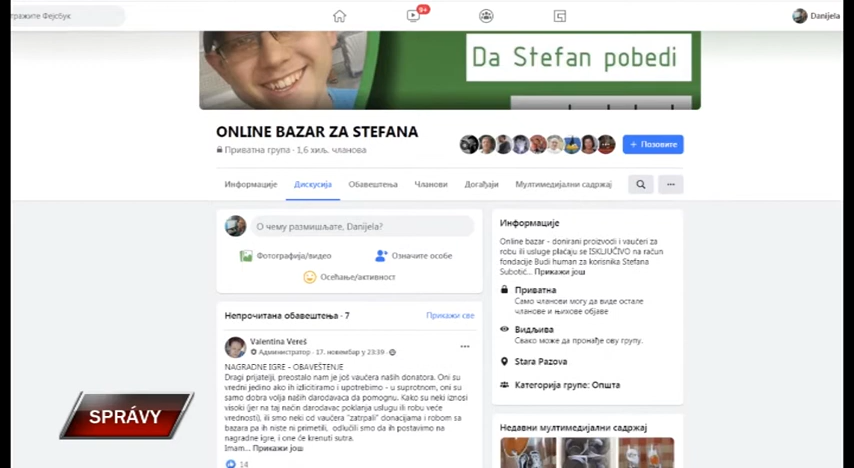 тражите Фејсбук
9+
Danijela
Da Stefan pobedi
ONLINE BAZAR ZA STEFANA
Приватна група · 1,6 хиљ. чланова
+ Позовите
Информације
Дискусија
Обавештења
Чланови
Догађаји
Мултимедијални садржај
О чему размишљате, Danijela?
Фотографија/видео
Означите особе
Осећање/активност
Непрочитана обавештења · 7
Прикажи све
Valentina Vereš
Администратор · 17. новембар у 23:39 ·
NAGRADNE IGRE - OBAVEŠTENJE
Dragi prijatelji, preostalo nam je još vaučera naših donatora. Oni su
vredni jedino ako ih izlicitiramo i upotrebimo - u suprotnom, oni su
samo dobra volja naših darodavaca da pomognu. Kako su neki iznosi
visoki (jer na taj način darodavac poklanja uslugu ili robu veće
vrednosti), ili smo neki od vaučera "zatrpali" donacijama i robom sa
bazara pa ih niste ni primetili, odlučili smo da ih postavimo na
nagradne igre, i one će krenuti sutra.
Imam... Прикажи још
14
Информације
Online bazar - donirani proizvodi i vaučeri za
robu ili usluge plaćaju se ISKLJUČIVO na račun
fondacije Budi human za korisnika Stefana
Subotić... Прикажи још
Приватна
Само чланови могу да виде остале
чланове и њихове објаве
Видљива
Свако може да пронађе ову групу.
Stara Pazova
Категорија групе: Општа
Недавни мултимедијални садржај
SPRÁVY